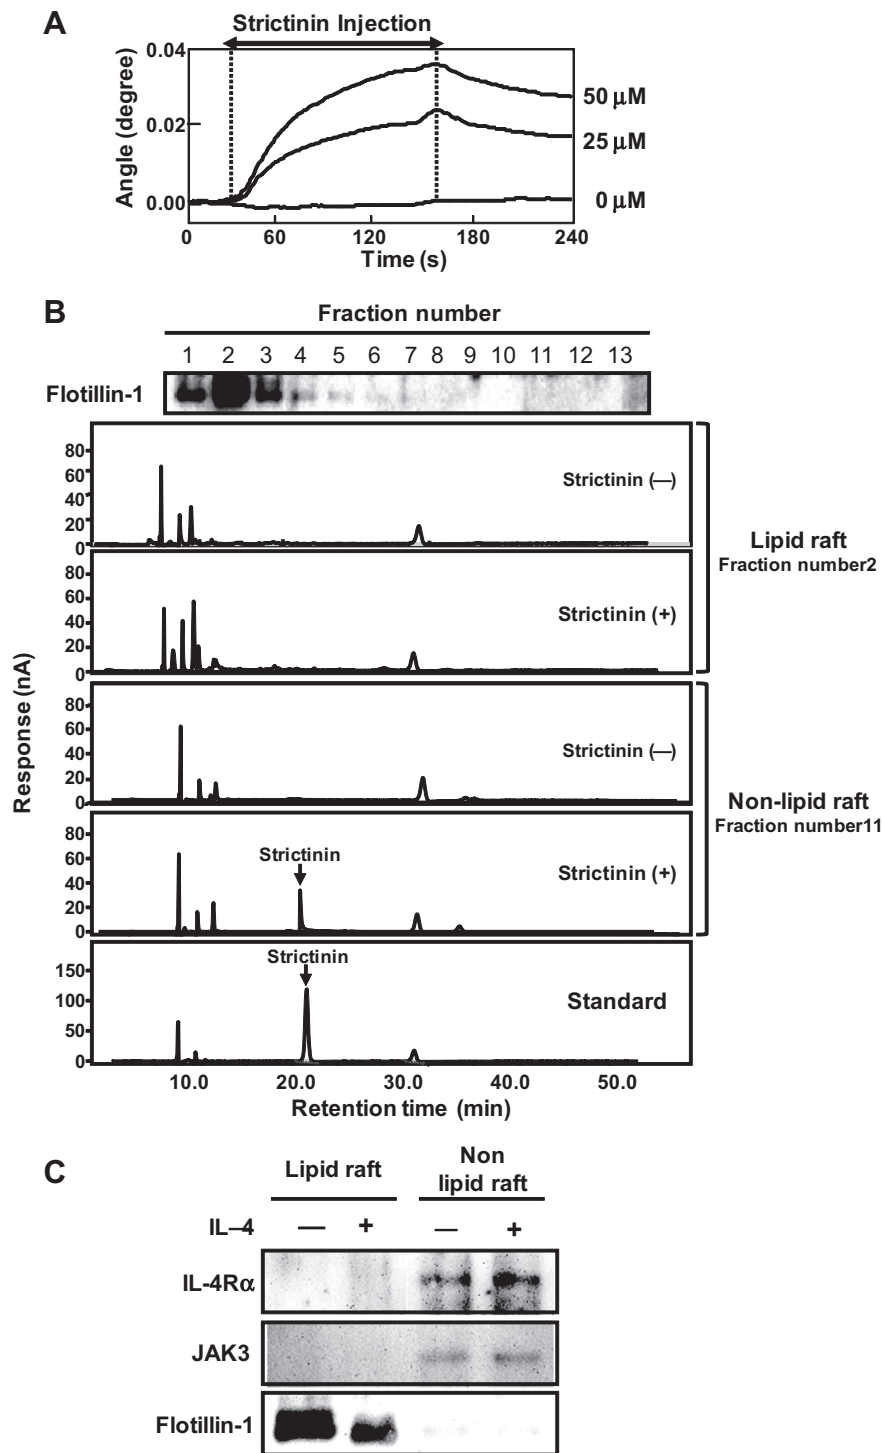 A
Strictinin Injection
Angle (degree)
0.04
0.02
0.00
50 μM
25 μM
0 μM
0 60 120 180 240
Time (s)
B
Fraction number
1 2 3 4 5 6 7 8 9 10 11 12 13
Flotillin-1
Response (nA)
80
60
40
20
0
Strictinin (—)
80
60
40
20
0
Strictinin (+)
Lipid raft
Fraction number2
80
60
40
20
0
Strictinin (—)
80
60
40
20
0
Strictinin
Strictinin (+)
Non-lipid raft
Fraction number11
150
100
50
0
Strictinin
Standard
10.0 20.0 30.0 40.0 50.0
Retention time (min)
C
Lipid raft
Non
lipid raft
IL–4 — + — +
IL-4Rα
JAK3
Flotillin-1